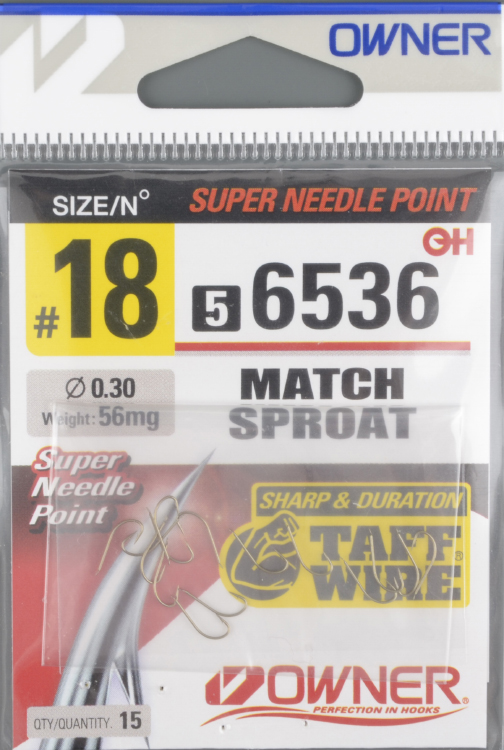 OWNER
SIZE/N° SUPER NEEDLE POINT
OH
#18 5 6536
Ø 0.30
Weight: 56mg
MATCH
SPROAT
Super
Needle
Point
SHARP & DURATION
TAFF
WIRE®
OWNER®
PERFECTION IN HOOKS
QTY/QUANTITY. 15